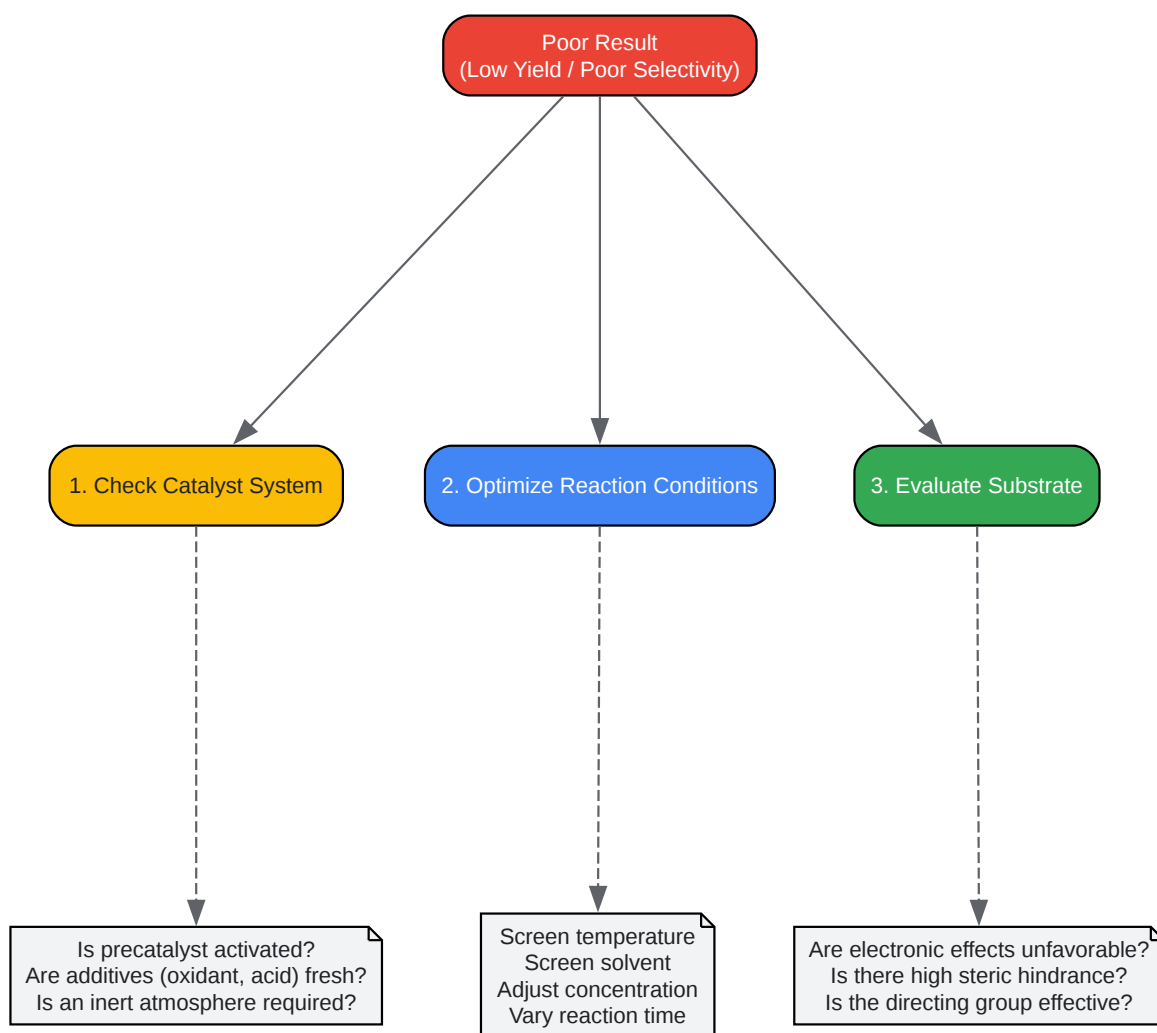 Poor Result
(Low Yield / Poor Selectivity)
1. Check Catalyst System
2. Optimize Reaction Conditions
3. Evaluate Substrate
Is precatalyst activated?
Are additives (oxidant, acid) fresh?
Is an inert atmosphere required?
Screen temperature
Screen solvent
Adjust concentration
Vary reaction time
Are electronic effects unfavorable?
Is there high steric hindrance?
Is the directing group effective?